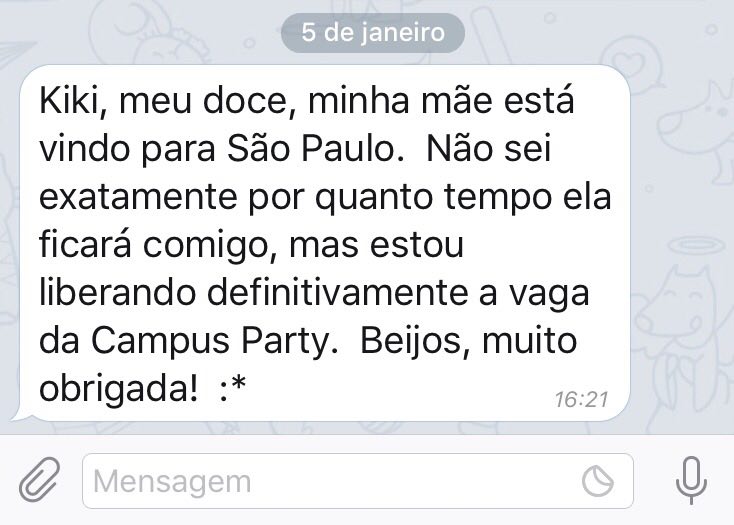 5 de janeiro
Kiki, meu doce, minha mãe está
vindo para São Paulo.  Não sei
exatamente por quanto tempo ela
ficará comigo, mas estou
liberando definitivamente a vaga
da Campus Party.  Beijos, muito
obrigada!  :*
16:21
Mensagem